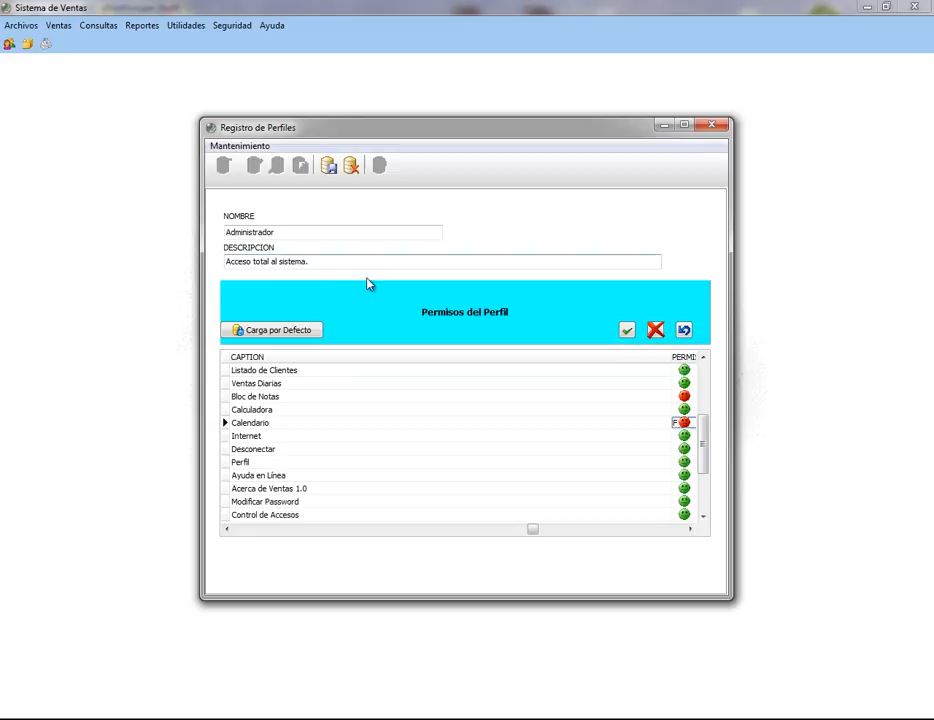 Sistema de Ventas
Archivos Ventas Consultas Reportes Utilidades Seguridad Ayuda
Registro de Perfiles
Mantenimiento
NOMBRE
Administrador
DESCRIPCION
Acceso total al sistema.
Permisos del Perfil
Carga por Defecto
CAPTION PERMI
Listado de Clientes
Ventas Diarias
Bloc de Notas
Calculadora
Calendario F
Internet
Desconectar
Perfil
Ayuda en Línea
Acerca de Ventas 1.0
Modificar Password
Control de Accesos